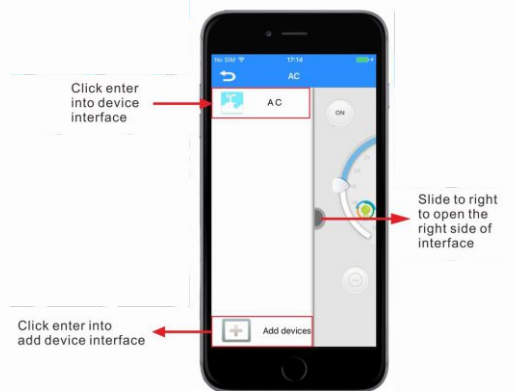 No SIM 17:14
AC
Click enter
into device
interface
AC
ON
Slide to right
to open the
right side of
interface
Click enter into
add device interface
Add devices